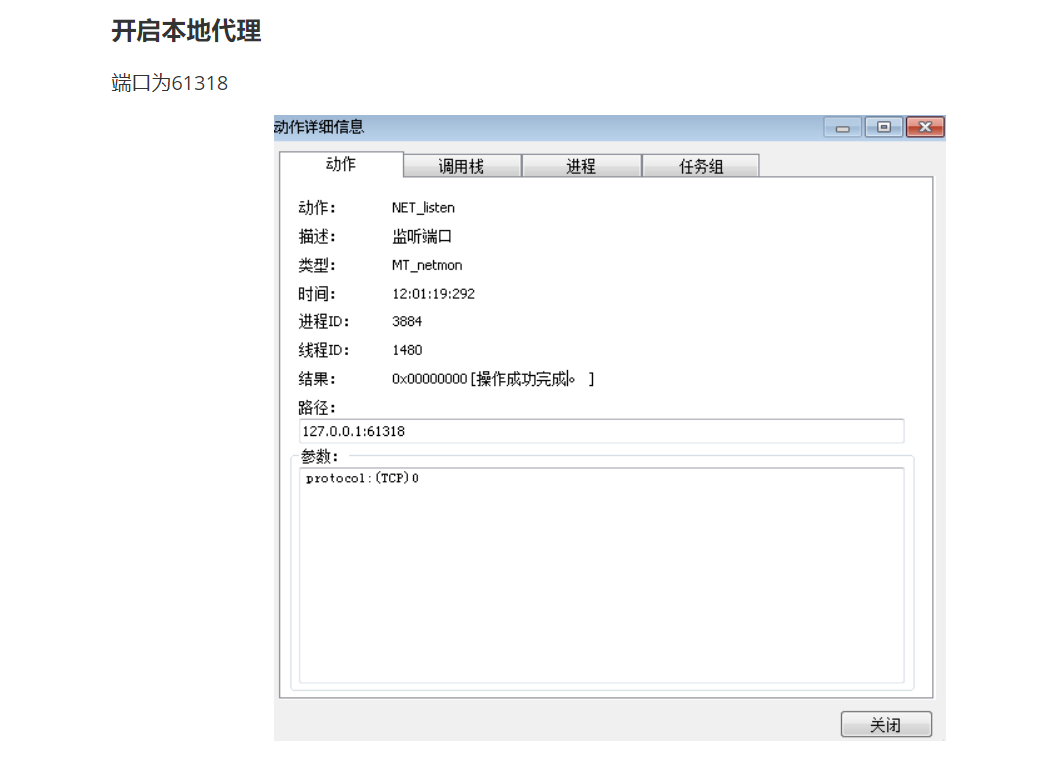 开启本地代理
端口为61318
动作详细信息
动作 调用栈 进程 任务组
动作： NET_listen
描述： 监听端口
类型： MT_netmon
时间： 12:01:19:292
进程ID： 3884
线程ID： 1480
结果： 0x00000000 [操作成功完成。 ]
路径：
127.0.0.1:61318
参数：
protocol:(TCP)0
关闭